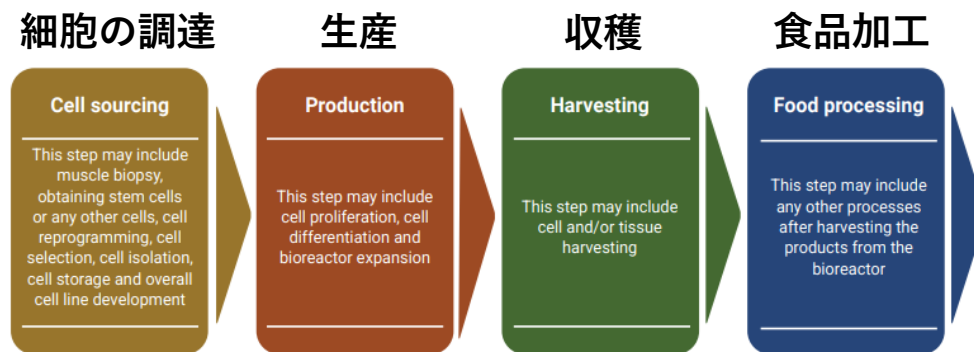 細胞の調達
生産
収穫
食品加工
Cell sourcing
This step may include
muscle biopsy,
obtaining stem cells
or any other cells, cell
reprogramming, cell
selection, cell isolation,
cell storage and overall
cell line development
Production
This step may include
cell proliferation, cell
differentiation and
bioreactor expansion
Harvesting
This step may include
cell and/or tissue
harvesting
Food processing
This step may include
any other processes
after harvesting the
products from the
bioreactor